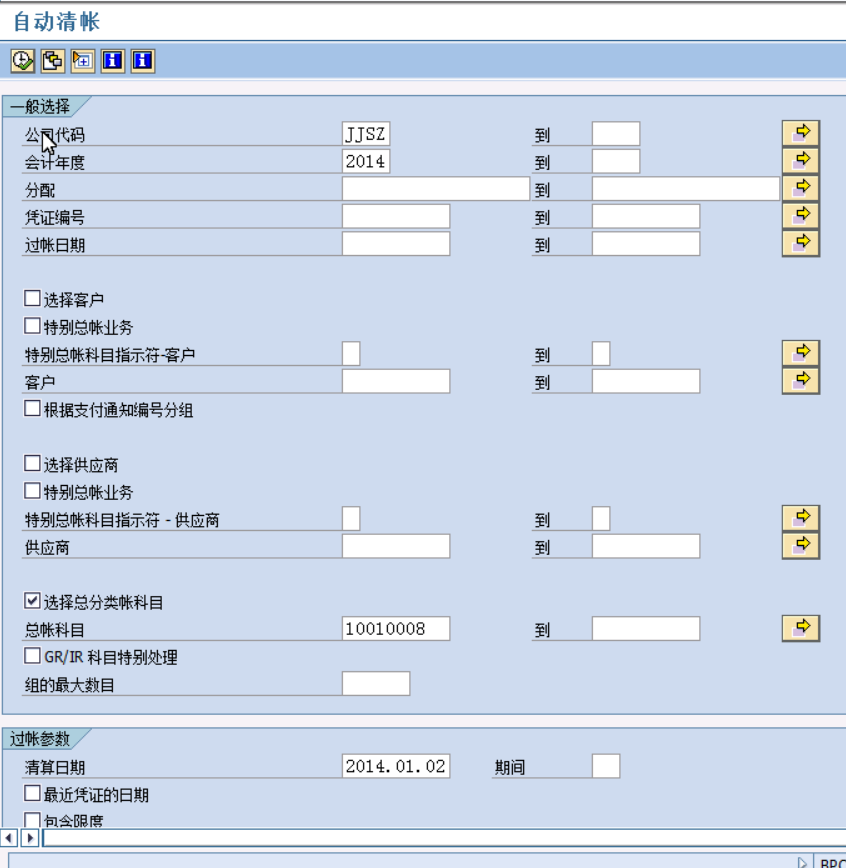 自动清帐
一般选择
公司代码 JJSZ 到
会计年度 2014 到
分配 到
凭证编号 到
过帐日期 到
选择客户
特别总帐业务
特别总帐科目指示符-客户 到
客户 到
根据支付通知编号分组
选择供应商
特别总帐业务
特别总帐科目指示符 - 供应商 到
供应商 到
选择总分类帐科目
总帐科目 10010008 到
GR/IR 科目特别处理
组的最大数目
过帐参数
清算日期 2014.01.02 期间
最近凭证的日期
包含限度